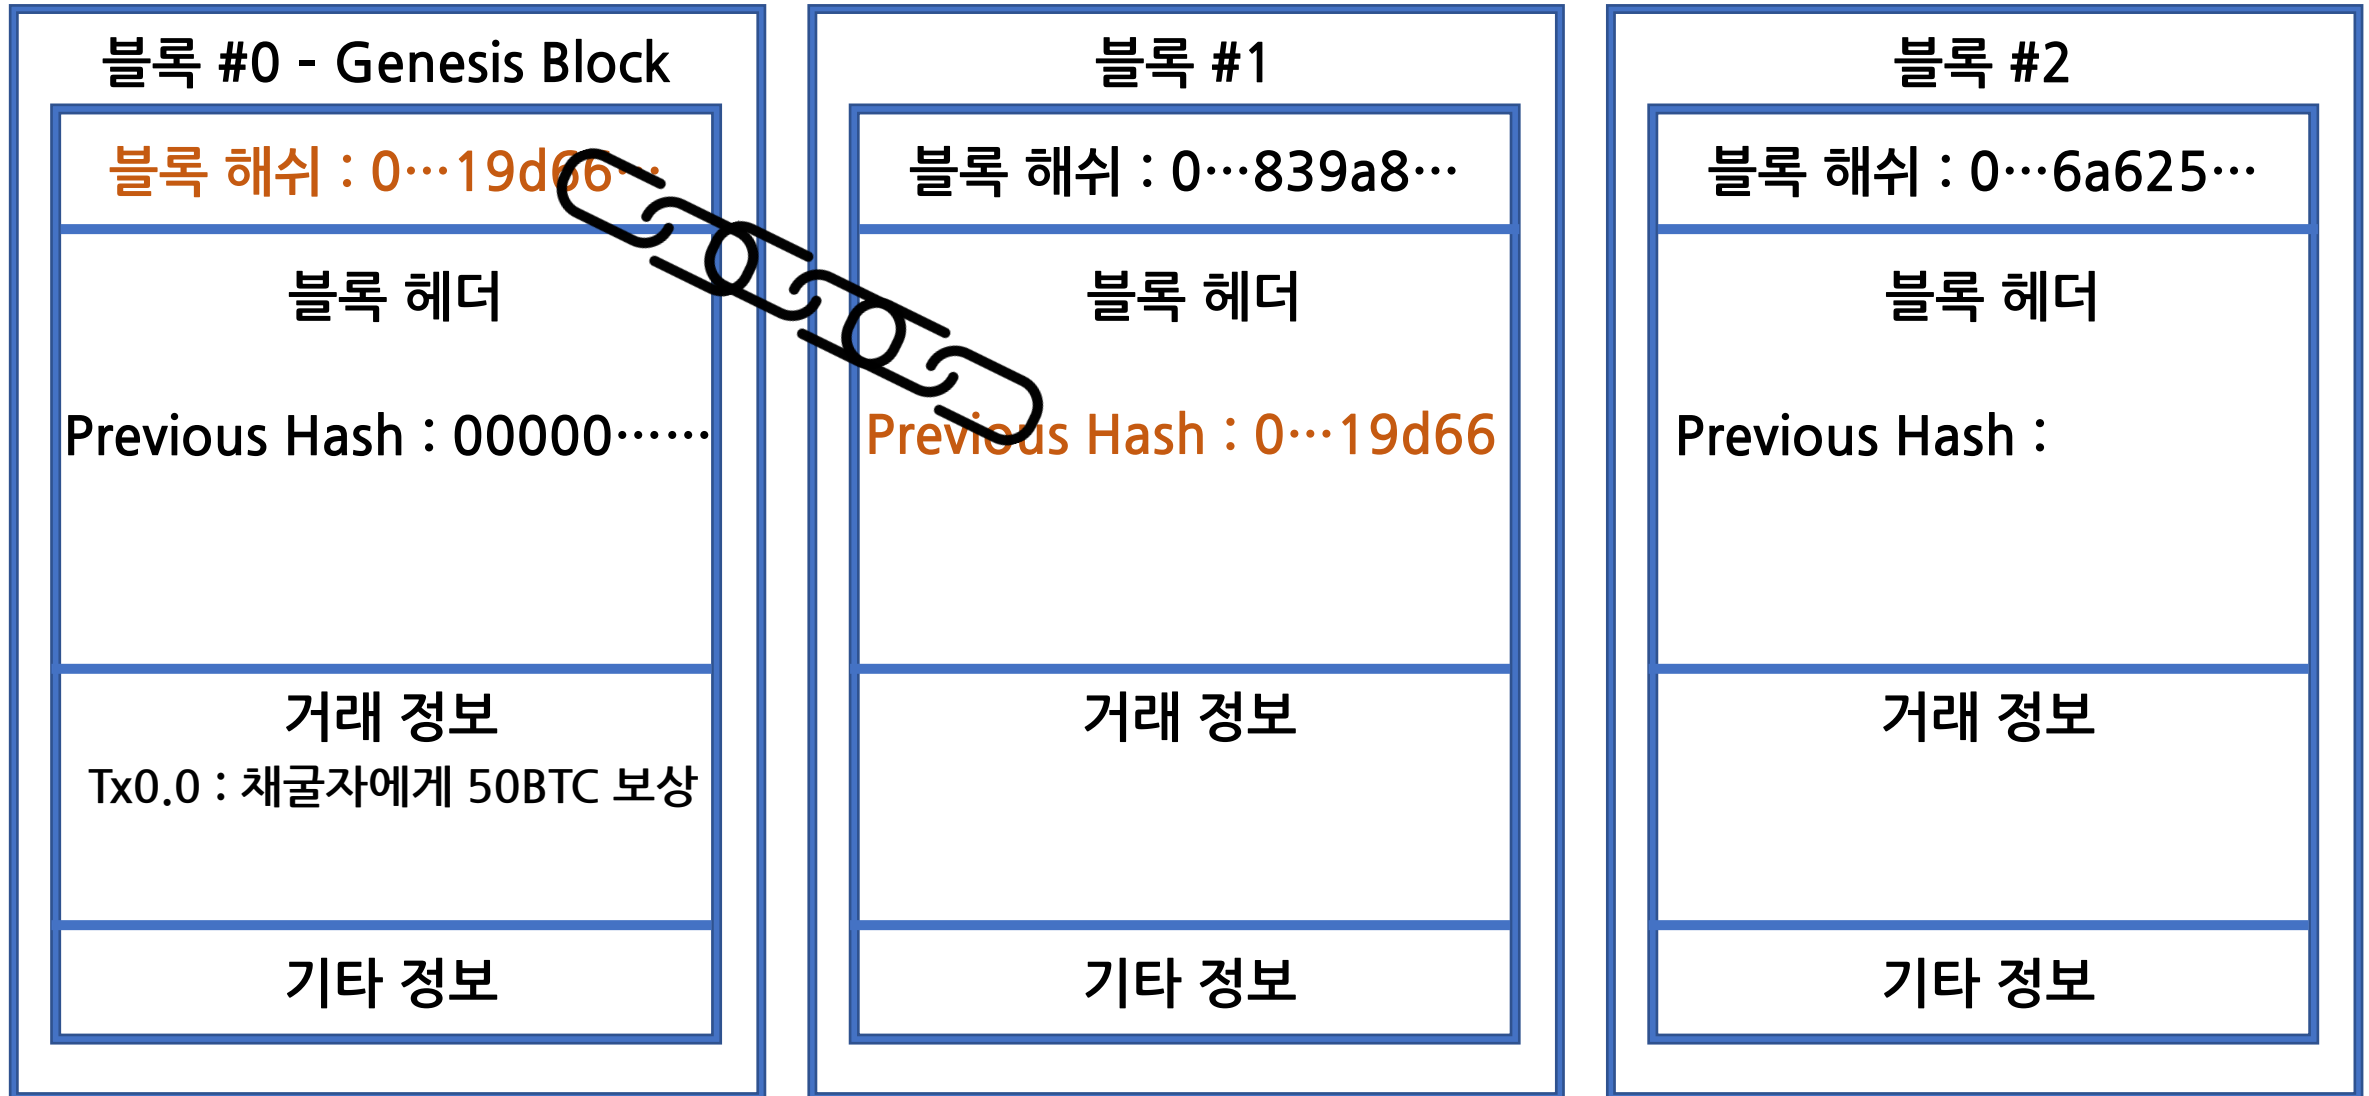 블록 #0 - Genesis Block
블록 해쉬 : 0…19d66…
블록 헤더
Previous Hash : 00000……
거래 정보
Tx0.0 : 채굴자에게 50BTC 보상
기타 정보
블록 #1
블록 해쉬 : 0…839a8…
블록 헤더
Previous Hash : 0…19d66
거래 정보
기타 정보
블록 #2
블록 해쉬 : 0…6a625…
블록 헤더
Previous Hash :
거래 정보
기타 정보